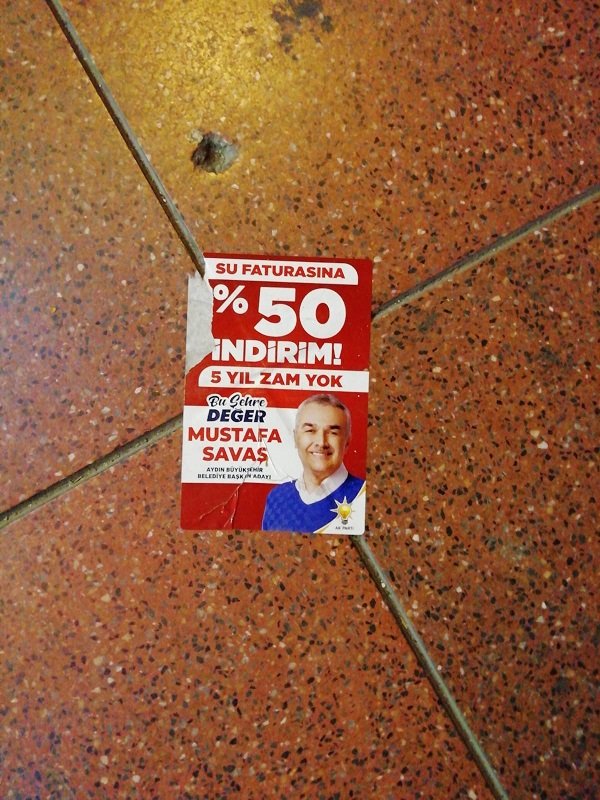 SU FATURASINA
% 50
İNDİRİM!
5 YIL ZAM YOK
Bu Şehre
DEĞER
MUSTAFA
SAVAŞ
AYDIN BÜYÜKŞEHİR
BELEDİYE BAŞKAN ADAYI
AK PARTİ